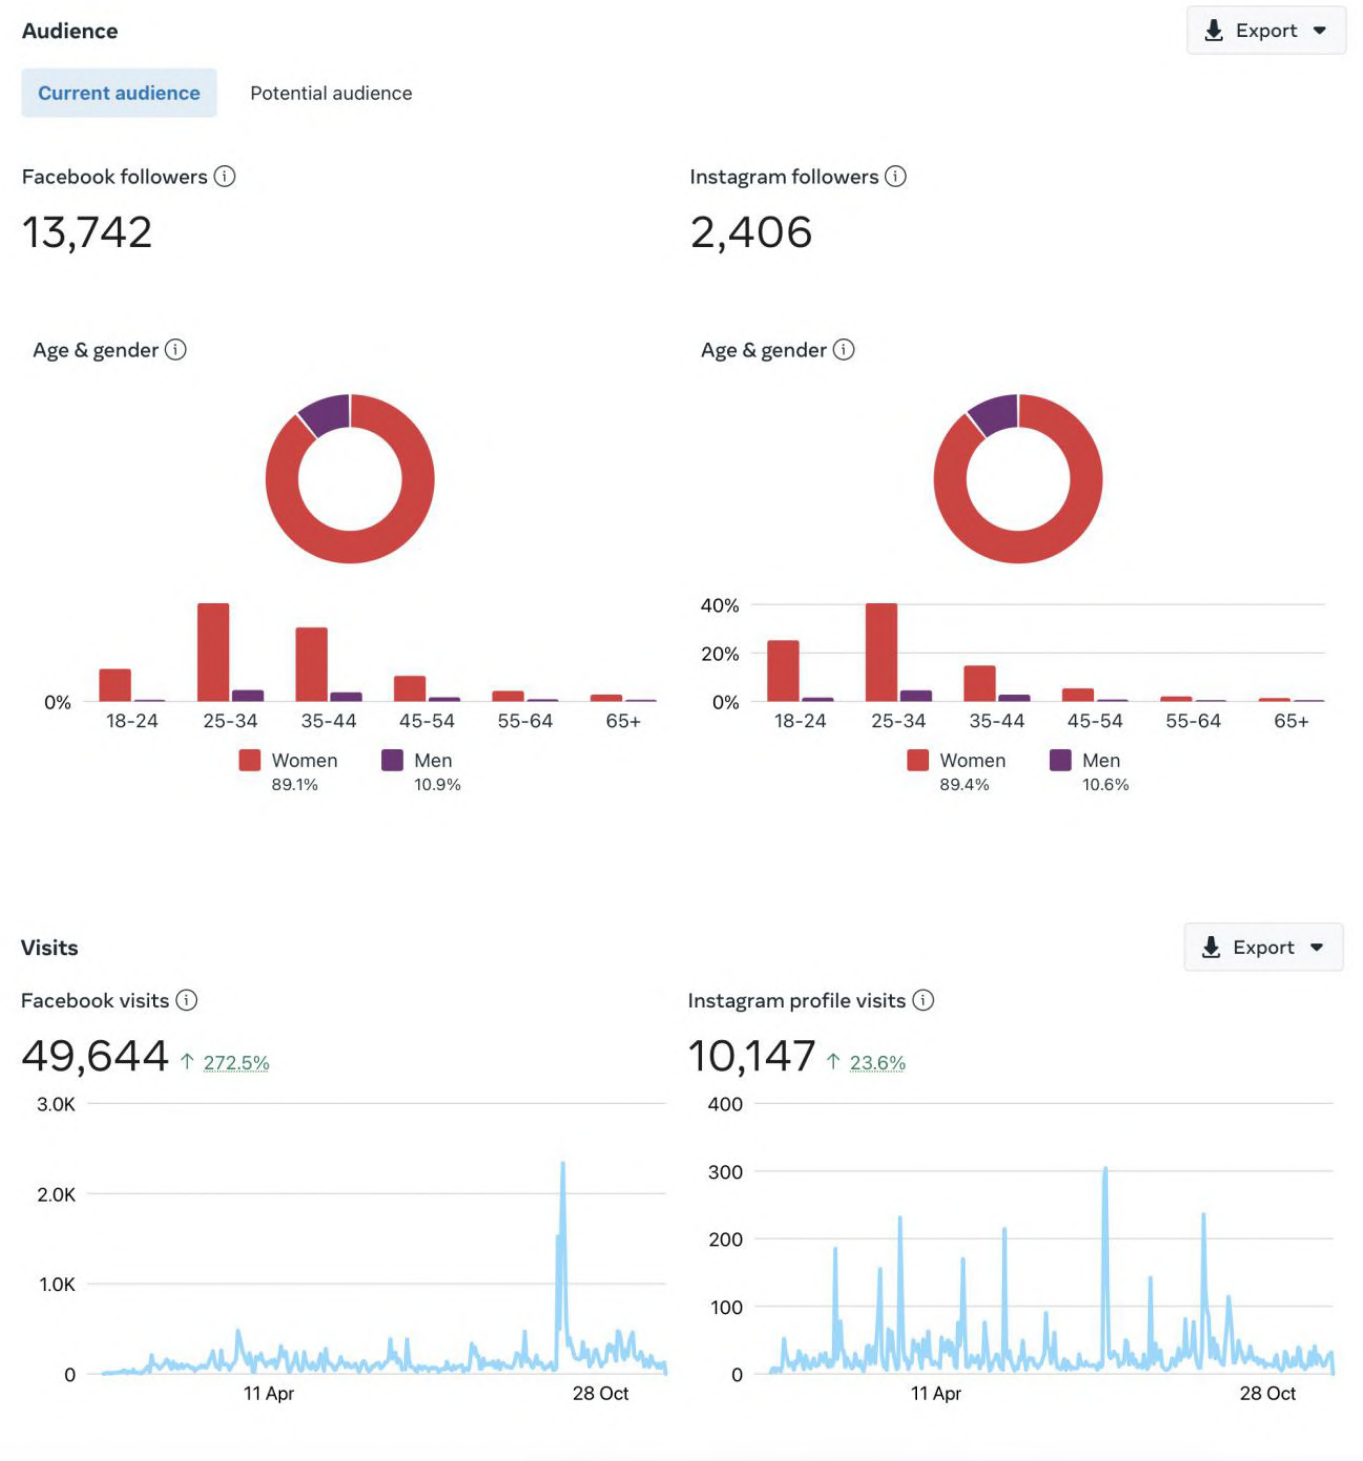 Audience
Export
Current audience
Potential audience
Facebook followers
13,742
Instagram followers
2,406
Age & gender
0%
18-24 25-34 35-44 45-54 55-64 65+
Women
89.1%
Men
10.9%
Age & gender
40%
20%
0%
18-24 25-34 35-44 45-54 55-64 65+
Women
89.4%
Men
10.6%
Visits
Export
Facebook visits
49,644 ↑ 272.5%
3.0K
2.0K
1.0K
0
11 Apr 28 Oct
Instagram profile visits
10,147 ↑ 23.6%
400
300
200
100
0
11 Apr 28 Oct